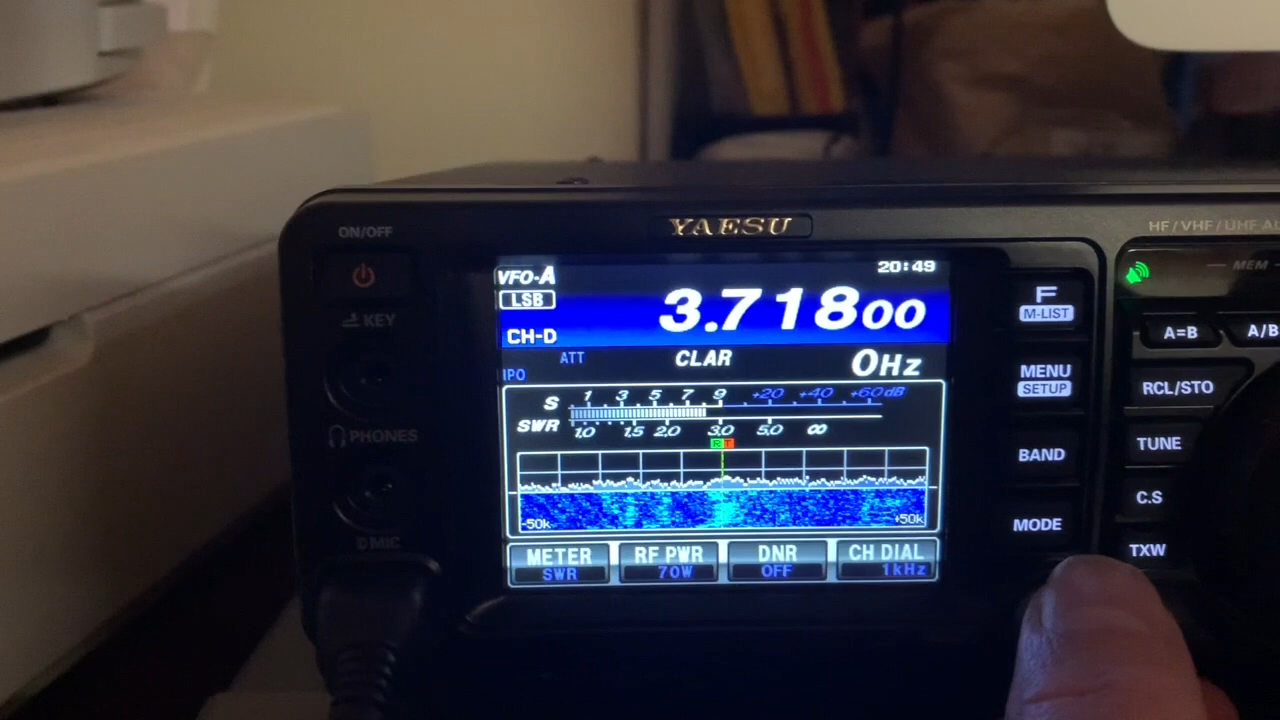 YAESU
HF/VHF/UHF
ON/OFF
KEY
PHONES
MIC
VFO-A
20:49
LSB
3.71800
CH-D
ATT
CLAR
0Hz
IPO
S 1 3 5 7 9 +20 +40 +60dB
SWR 1.0 1.5 2.0 3.0 5.0 ∞
R T
-50k +50k
METER RF PWR DNR CH DIAL
SWR 70W OFF 1kHz
F
M-LIST
MENU
SETUP
BAND
MODE
MEM
A=B
A/B
RCL/STO
TUNE
C.S
TXW